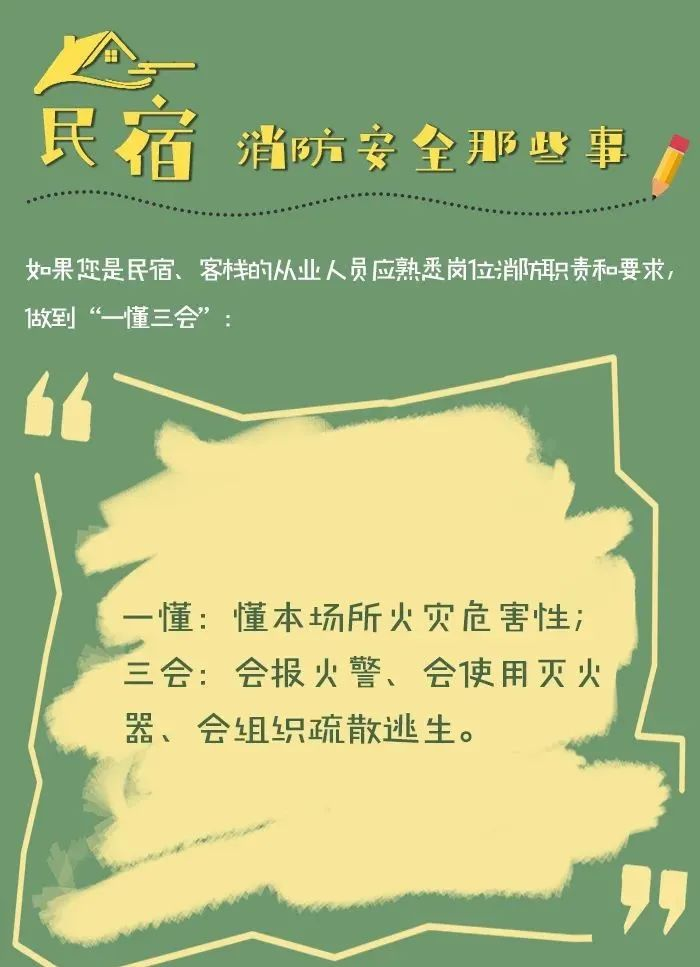 民宿 消防安全那些事
如果您是民宿、客栈的从业人员应熟悉岗位消防职责和要求,
做到“一懂三会”:
一懂：懂本场所火灾危害性；
三会：会报火警、会使用灭火
器、会组织疏散逃生。